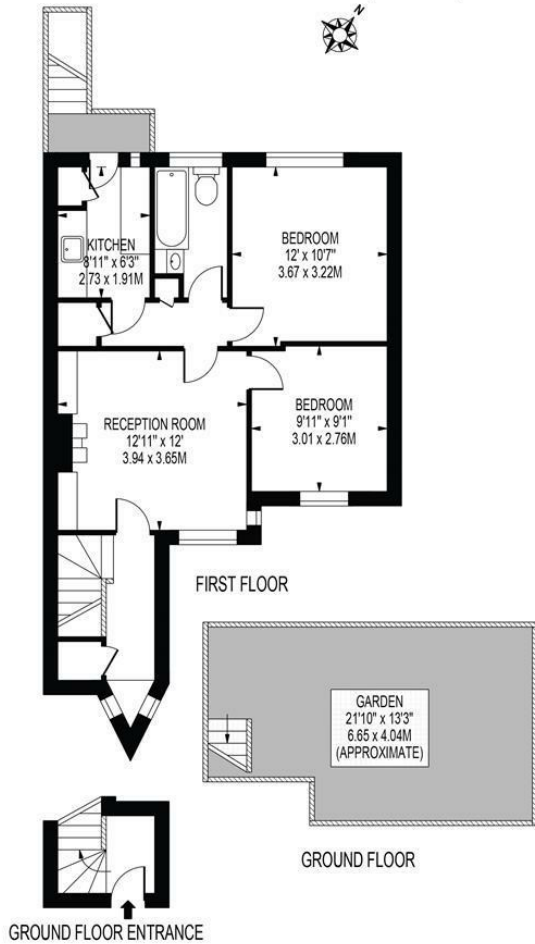 N
KITCHEN
8'11" x 6'3"
2.73 x 1.91M
BEDROOM
12' x 10'7"
3.67 x 3.22M
RECEPTION ROOM
12'11" x 12'
3.94 x 3.65M
BEDROOM
9'11" x 9'1"
3.01 x 2.76M
FIRST FLOOR
GARDEN
21'10" x 13'3"
6.65 x 4.04M
(APPROXIMATE)
GROUND FLOOR
GROUND FLOOR ENTRANCE